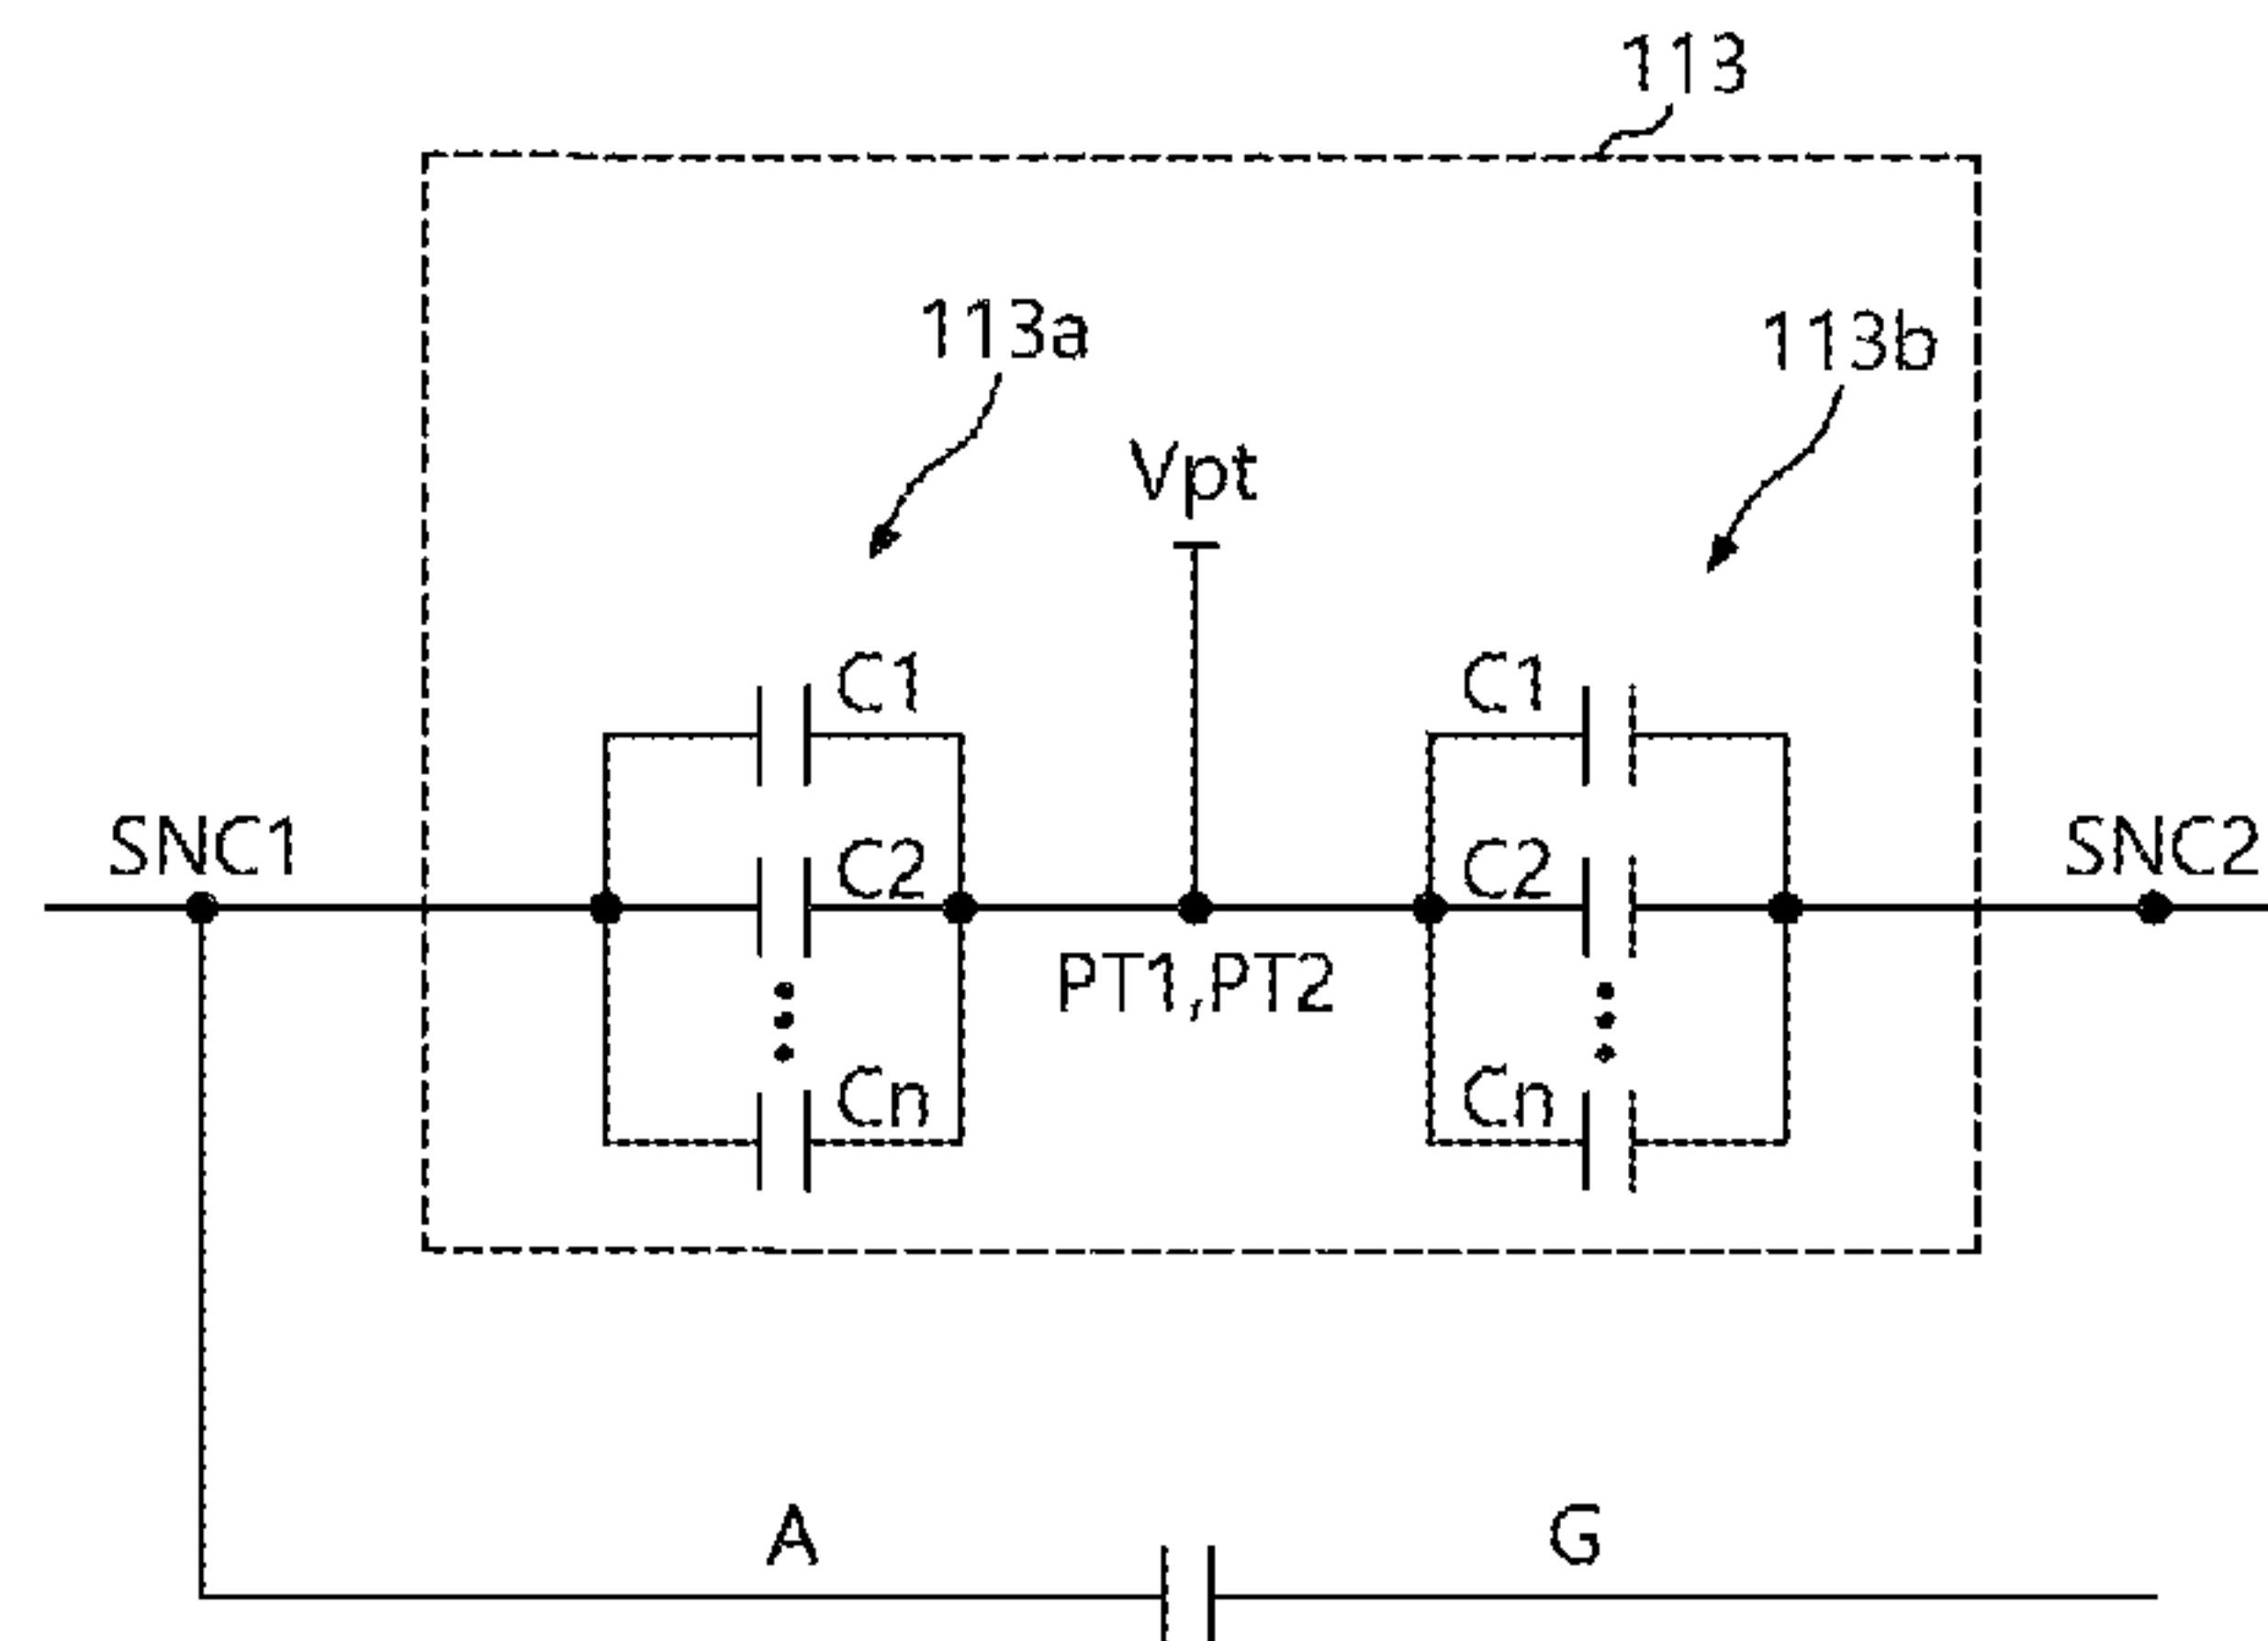 113
113a
113b
Vpt
C1 C1
SNC1 C2 C2 SNC2
PT1,PT2
Cn Cn
A G